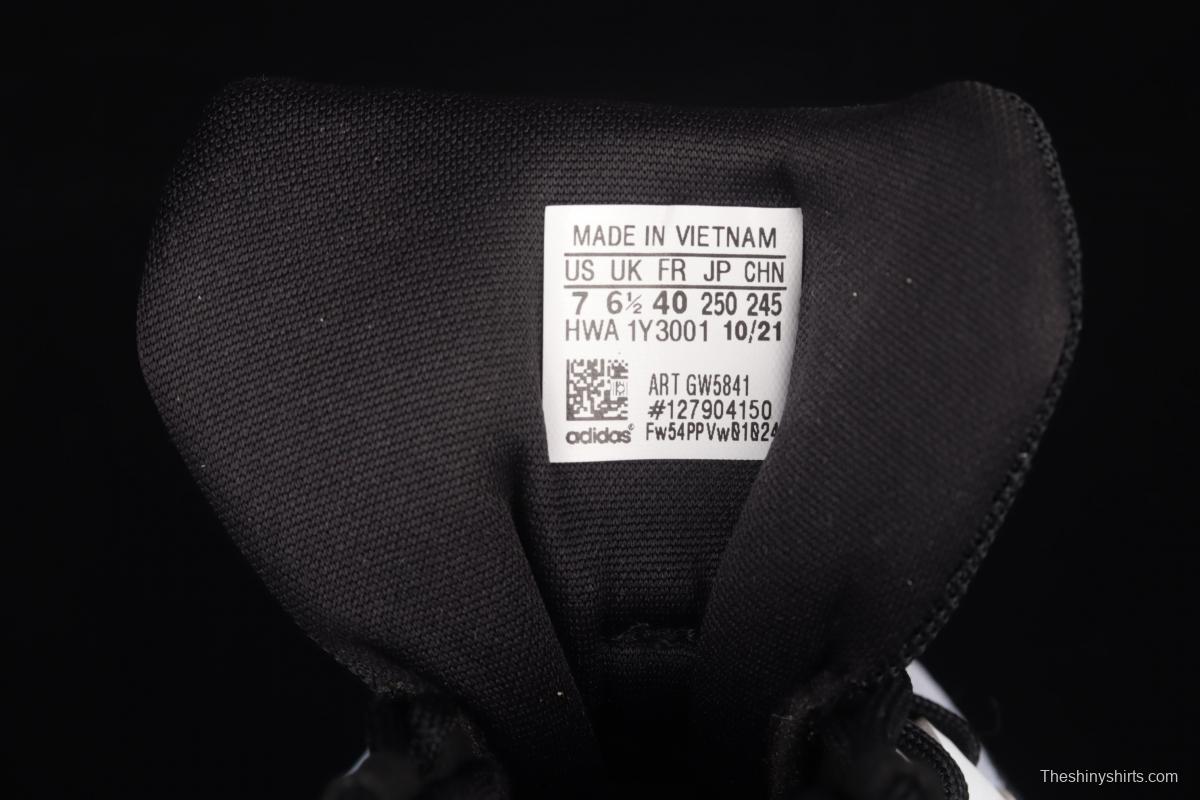 MADE IN VIETNAM
US UK FR JP CHN
7 6½ 40 250 245
HWA 1Y3001 10/21
ART GW5841
#127904150
adidas® Fw54PPVw01024
Theshinyshirts.com